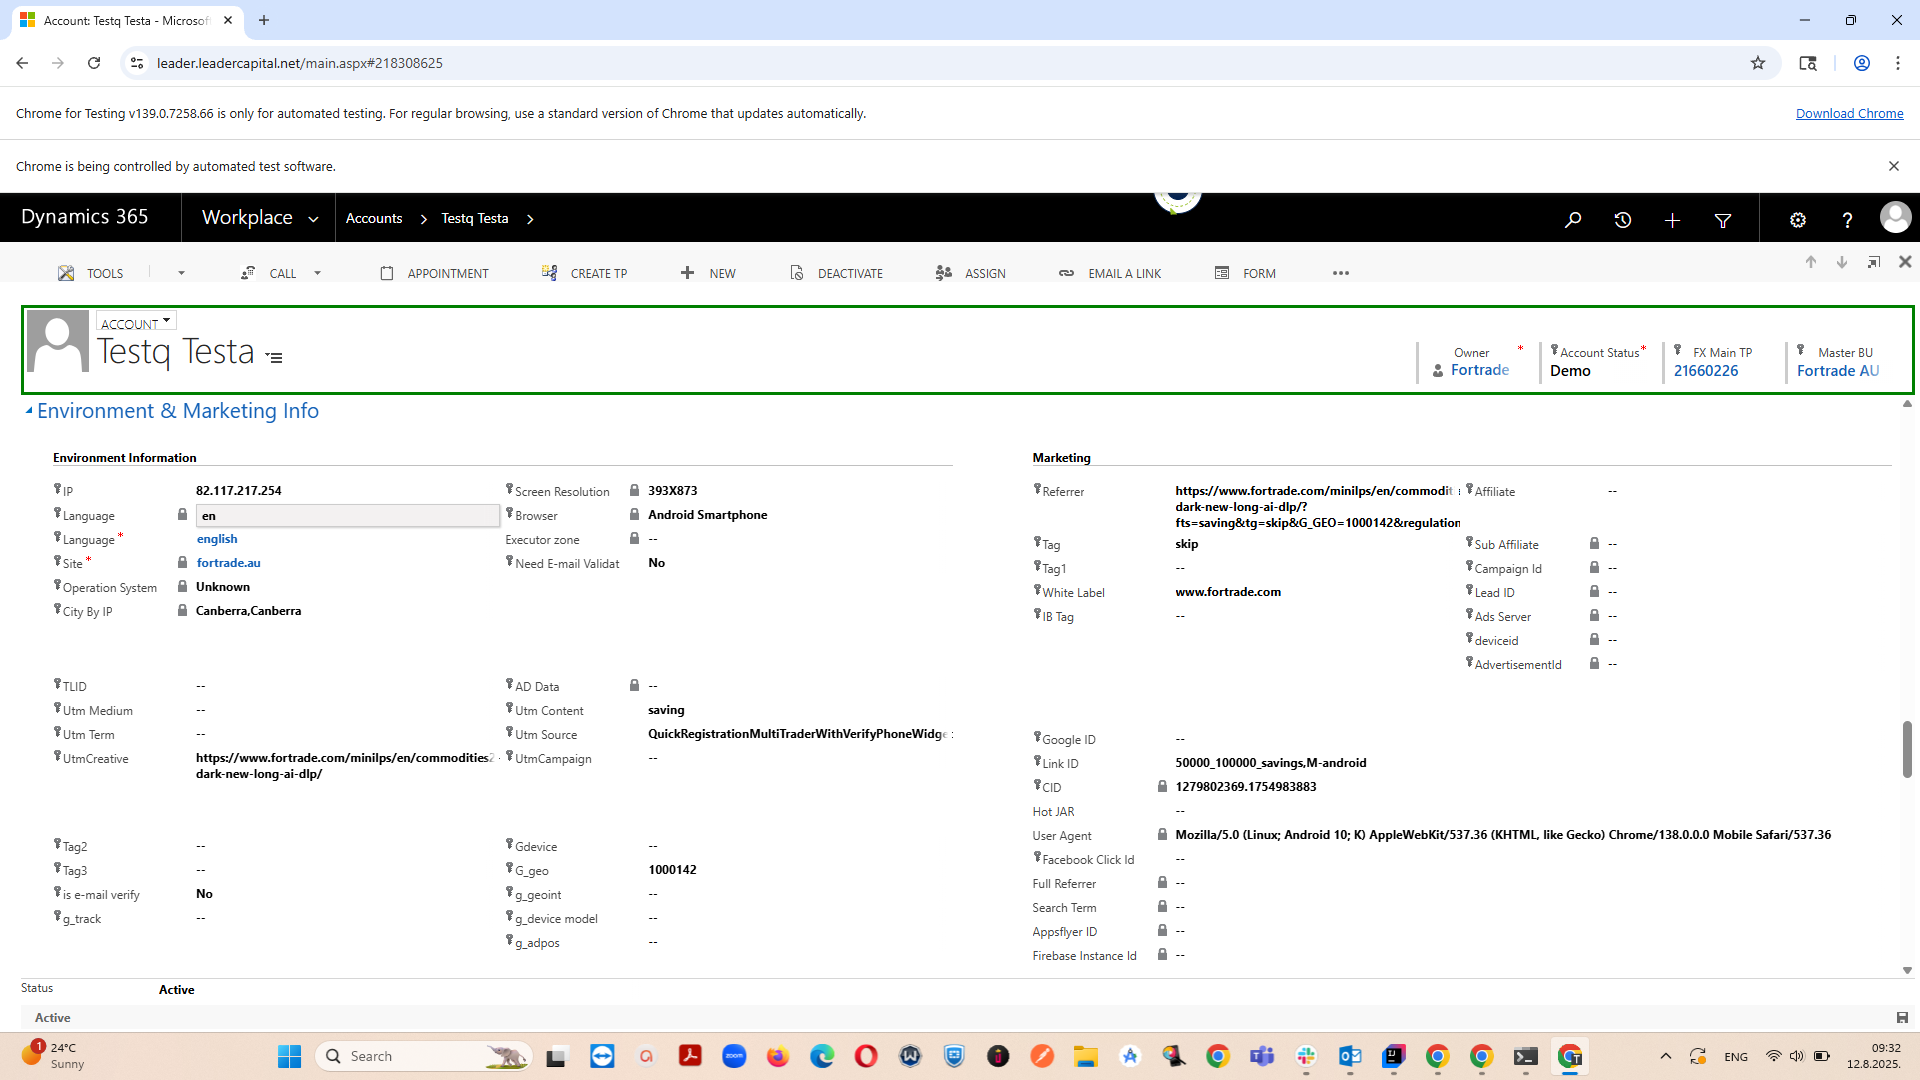 Account: Testq Testa - Microsof
leader.leadercapital.net/main.aspx#218308625
Chrome for Testing v139.0.7258.66 is only for automated testing. For regular browsing, use a standard version of Chrome that updates automatically.
Download Chrome
Chrome is being controlled by automated test software.
Dynamics 365
Workplace
Accounts
Testq Testa
TOOLS
CALL
APPOINTMENT
CREATE TP
NEW
DEACTIVATE
ASSIGN
EMAIL A LINK
FORM
ACCOUNT
Testq Testa
Owner *
Fortrade
Account Status *
Demo
FX Main TP
21660226
Master BU
Fortrade AU
Environment & Marketing Info
Environment Information
IP 82.117.217.254
Language en
Language * english
Site * fortrade.au
Operation System Unknown
City By IP Canberra,Canberra
Screen Resolution 393X873
Browser Android Smartphone
Executor zone --
Need E-mail Validat No
TLID --
Utm Medium --
Utm Term --
UtmCreative https://www.fortrade.com/minilps/en/commodities2-
dark-new-long-ai-dlp/
AD Data --
Utm Content saving
Utm Source QuickRegistrationMultiTraderWithVerifyPhoneWidge
UtmCampaign --
Tag2 --
Tag3 --
is e-mail verify No
g_track --
Gdevice --
G_geo 1000142
g_geoint --
g_device model --
g_adpos --
Marketing
Referrer https://www.fortrade.com/minilps/en/commodit
dark-new-long-ai-dlp/?
fts=saving&tg=skip&G_GEO=1000142&regulation
Tag skip
Tag1 --
White Label www.fortrade.com
IB Tag --
Affiliate --
Sub Affiliate --
Campaign Id --
Lead ID --
Ads Server --
deviceid --
AdvertisementId --
Google ID --
Link ID 50000_100000_savings,M-android
CID 1279802369.1754983883
Hot JAR --
User Agent Mozilla/5.0 (Linux; Android 10; K) AppleWebKit/537.36 (KHTML, like Gecko) Chrome/138.0.0.0 Mobile Safari/537.36
Facebook Click Id --
Full Referrer --
Search Term --
Appsflyer ID --
Firebase Instance Id --
Status Active
Active
1
24°C
Sunny
Search
zoom
ENG
09:32
12.8.2025.